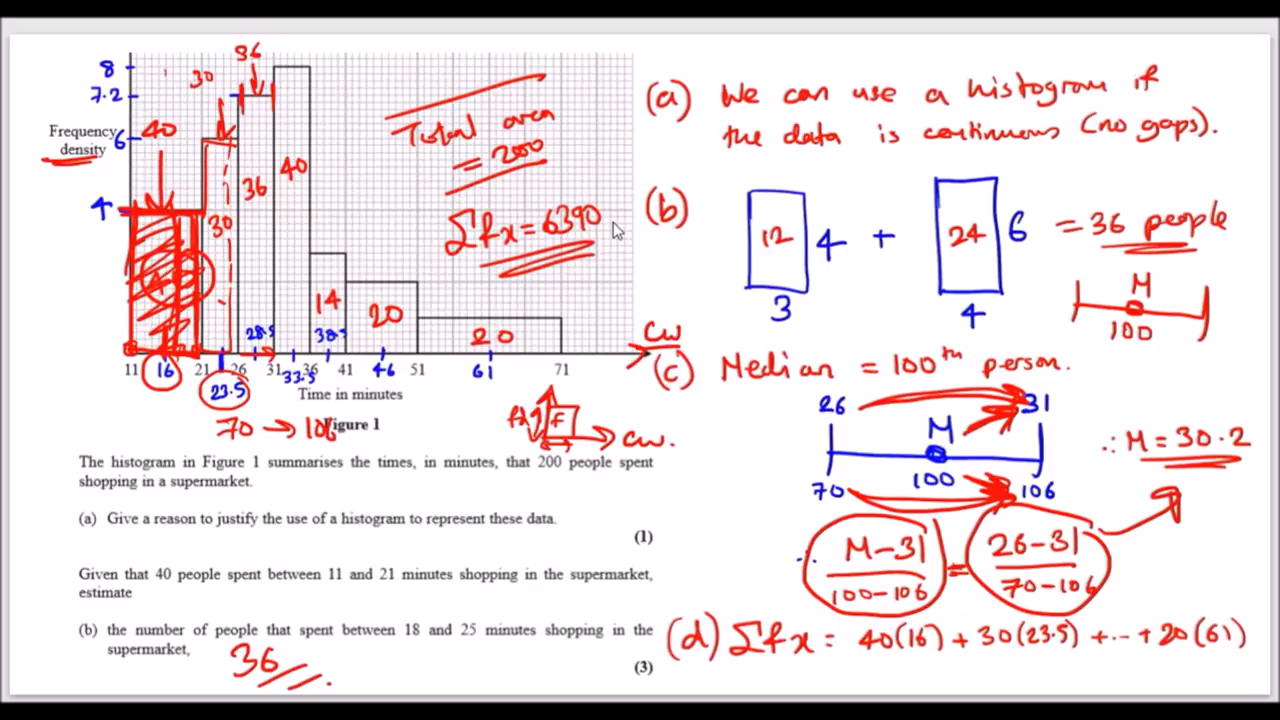 8
7.2
6
4
Frequency
density
40
30
36
30
36
40
14
20
20
Total area
= 200
Σfx = 6390
11 16 21 23.5 26 28.5 31 33.5 36 38.5 41 46 51 61 71
cw
Time in minutes
70 → 106
Figure 1
fd F cw.
The histogram in Figure 1 summarises the times, in minutes, that 200 people spent
shopping in a supermarket.
(a) Give a reason to justify the use of a histogram to represent these data.
(1)
Given that 40 people spent between 11 and 21 minutes shopping in the supermarket,
estimate
(b) the number of people that spent between 18 and 25 minutes shopping in the
supermarket,
36
(3)
(a) We can use a histogram if
the data is continuous (no gaps).
(b) 12 4 + 24 6 = 36 people
3 4
M
100
(c) Median = 100th person.
26 31
M
70 100 106
∴ M = 30.2
∴ M-31 / 100-106 = 26-31 / 70-106
(d) Σfx = 40(16) + 30(23.5) + ... + 20(61)